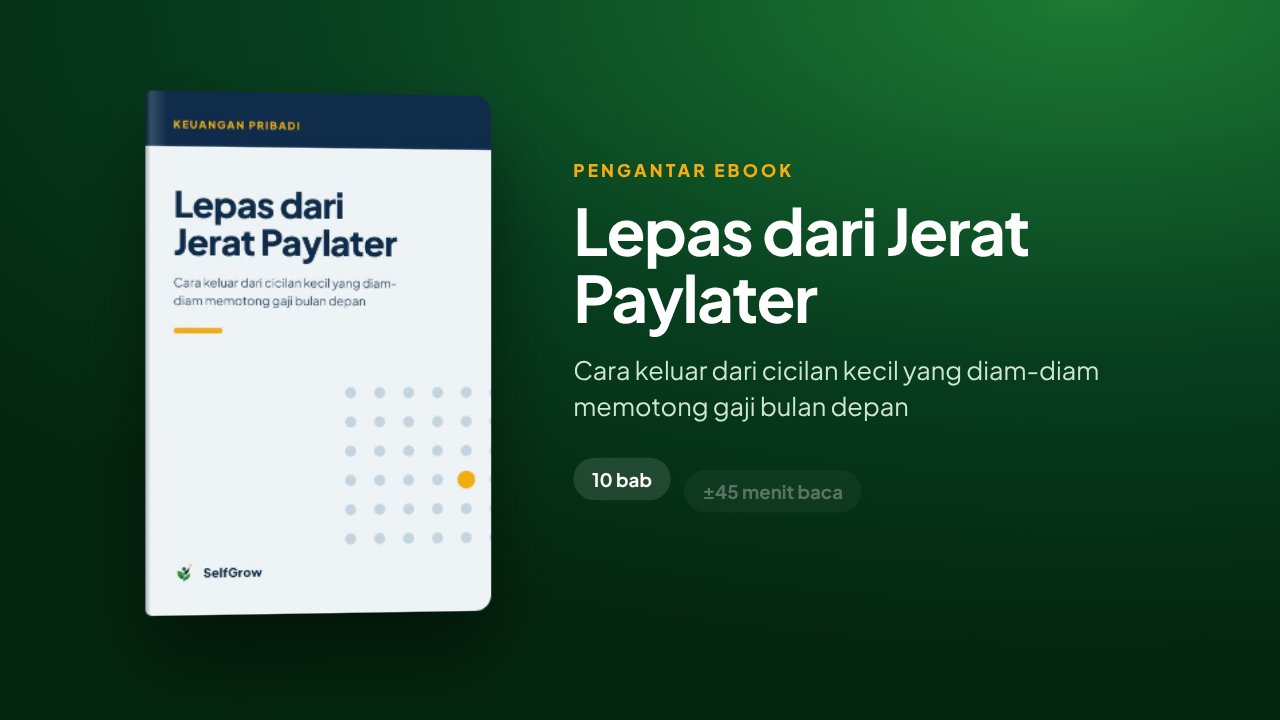 KEUANGAN PRIBADI
Lepas dari
Jerat Paylater
Cara keluar dari cicilan kecil yang diam-
diam memotong gaji bulan depan
SelfGrow
PENGANTAR EBOOK
Lepas dari Jerat
Paylater
Cara keluar dari cicilan kecil yang diam-diam
memotong gaji bulan depan
10 bab
±45 menit baca